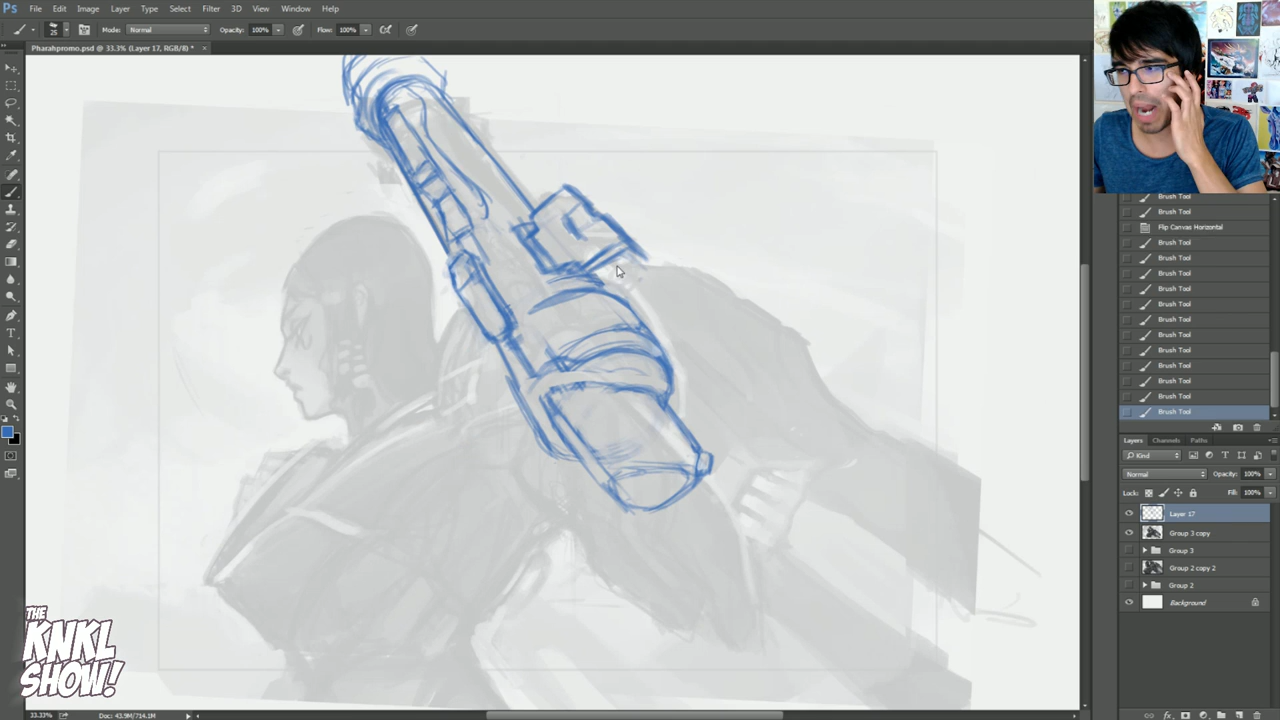 Ps File Edit Image Layer Type Select Filter 3D View Window Help
25 Mode: Normal Opacity: 100% Flow: 100%
Pharahpromo.psd @ 33.3% (Layer 17, RGB/8) * ×
Brush Tool
Brush Tool
Flip Canvas Horizontal
Brush Tool
Brush Tool
Brush Tool
Brush Tool
Brush Tool
Brush Tool
Brush Tool
Brush Tool
Brush Tool
Brush Tool
Brush Tool
Brush Tool
Layers Channels Paths
Kind
Normal Opacity: 100%
Lock: Fill: 100%
Layer 17
Group 3 copy
Group 3
Group 2 copy 2
Group 2
Background
THE
KNKL
SHOW!
33.33% Doc: 43.9M/714.1M